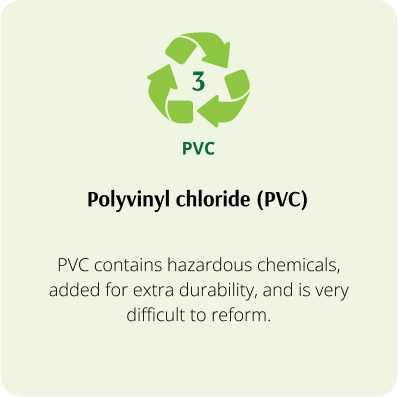 3
PVC
Polyvinyl chloride (PVC)
PVC contains hazardous chemicals,
added for extra durability, and is very
difficult to reform.